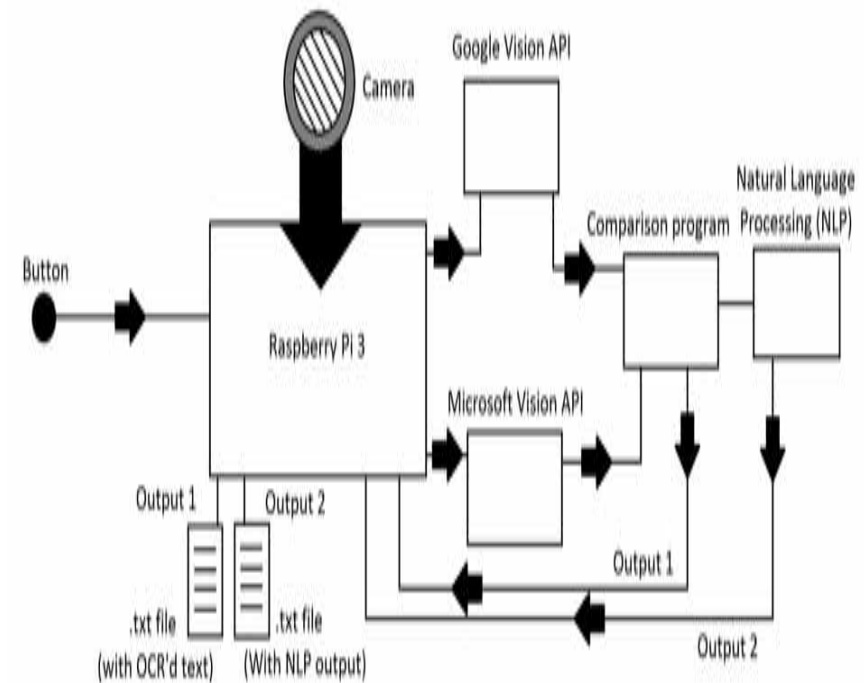 Google Vision API
Camera
Natural Language
Processing (NLP)
Comparison program
Button
Raspberry Pi 3
Microsoft Vision API
Output 1
Output 2
Output 1
.txt file
(with OCR'd text)
.txt file
(With NLP output)
Output 2